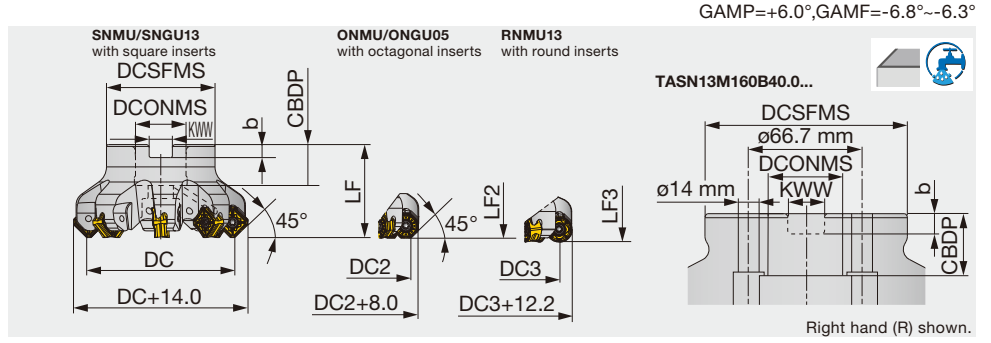 GAMP=+6.0°,GAMF=-6.8°~-6.3°
SNMU/SNGU13
with square inserts
DCSFMS
DCONMS
KWW
b
CBDP
LF
45°
DC
DC+14.0
ONMU/ONGU05
with octagonal inserts
45°
LF2
DC2
DC2+8.0
RNMU13
with round inserts
LF3
DC3
DC3+12.2
TASN13M160B40.0...
DCSFMS
ø66.7 mm
DCONMS
ø14 mm
KWW
b
CBDP
Right hand (R) shown.